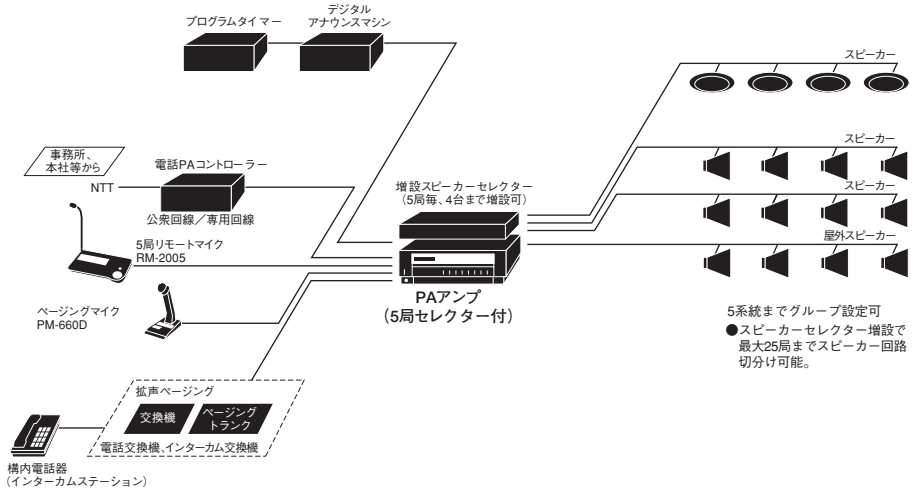 プログラムタイマー
デジタル
アナウンスマシン
スピーカー
事務所、
本社等から
電話PAコントローラー
NTT
公衆回線／専用回線
増設スピーカーセレクター
（5局毎、4台まで増設可）
スピーカー
スピーカー
屋外スピーカー
5局リモートマイク
RM-2005
PAアンプ
（5局セレクター付）
ページングマイク
PM-660D
5系統までグループ設定可
●スピーカーセレクター増設で
最大25局までスピーカー回路
切分け可能。
拡声ページング
交換機
ページング
トランク
電話交換機、インターカム交換機
構内電話器
（インターカムステーション）